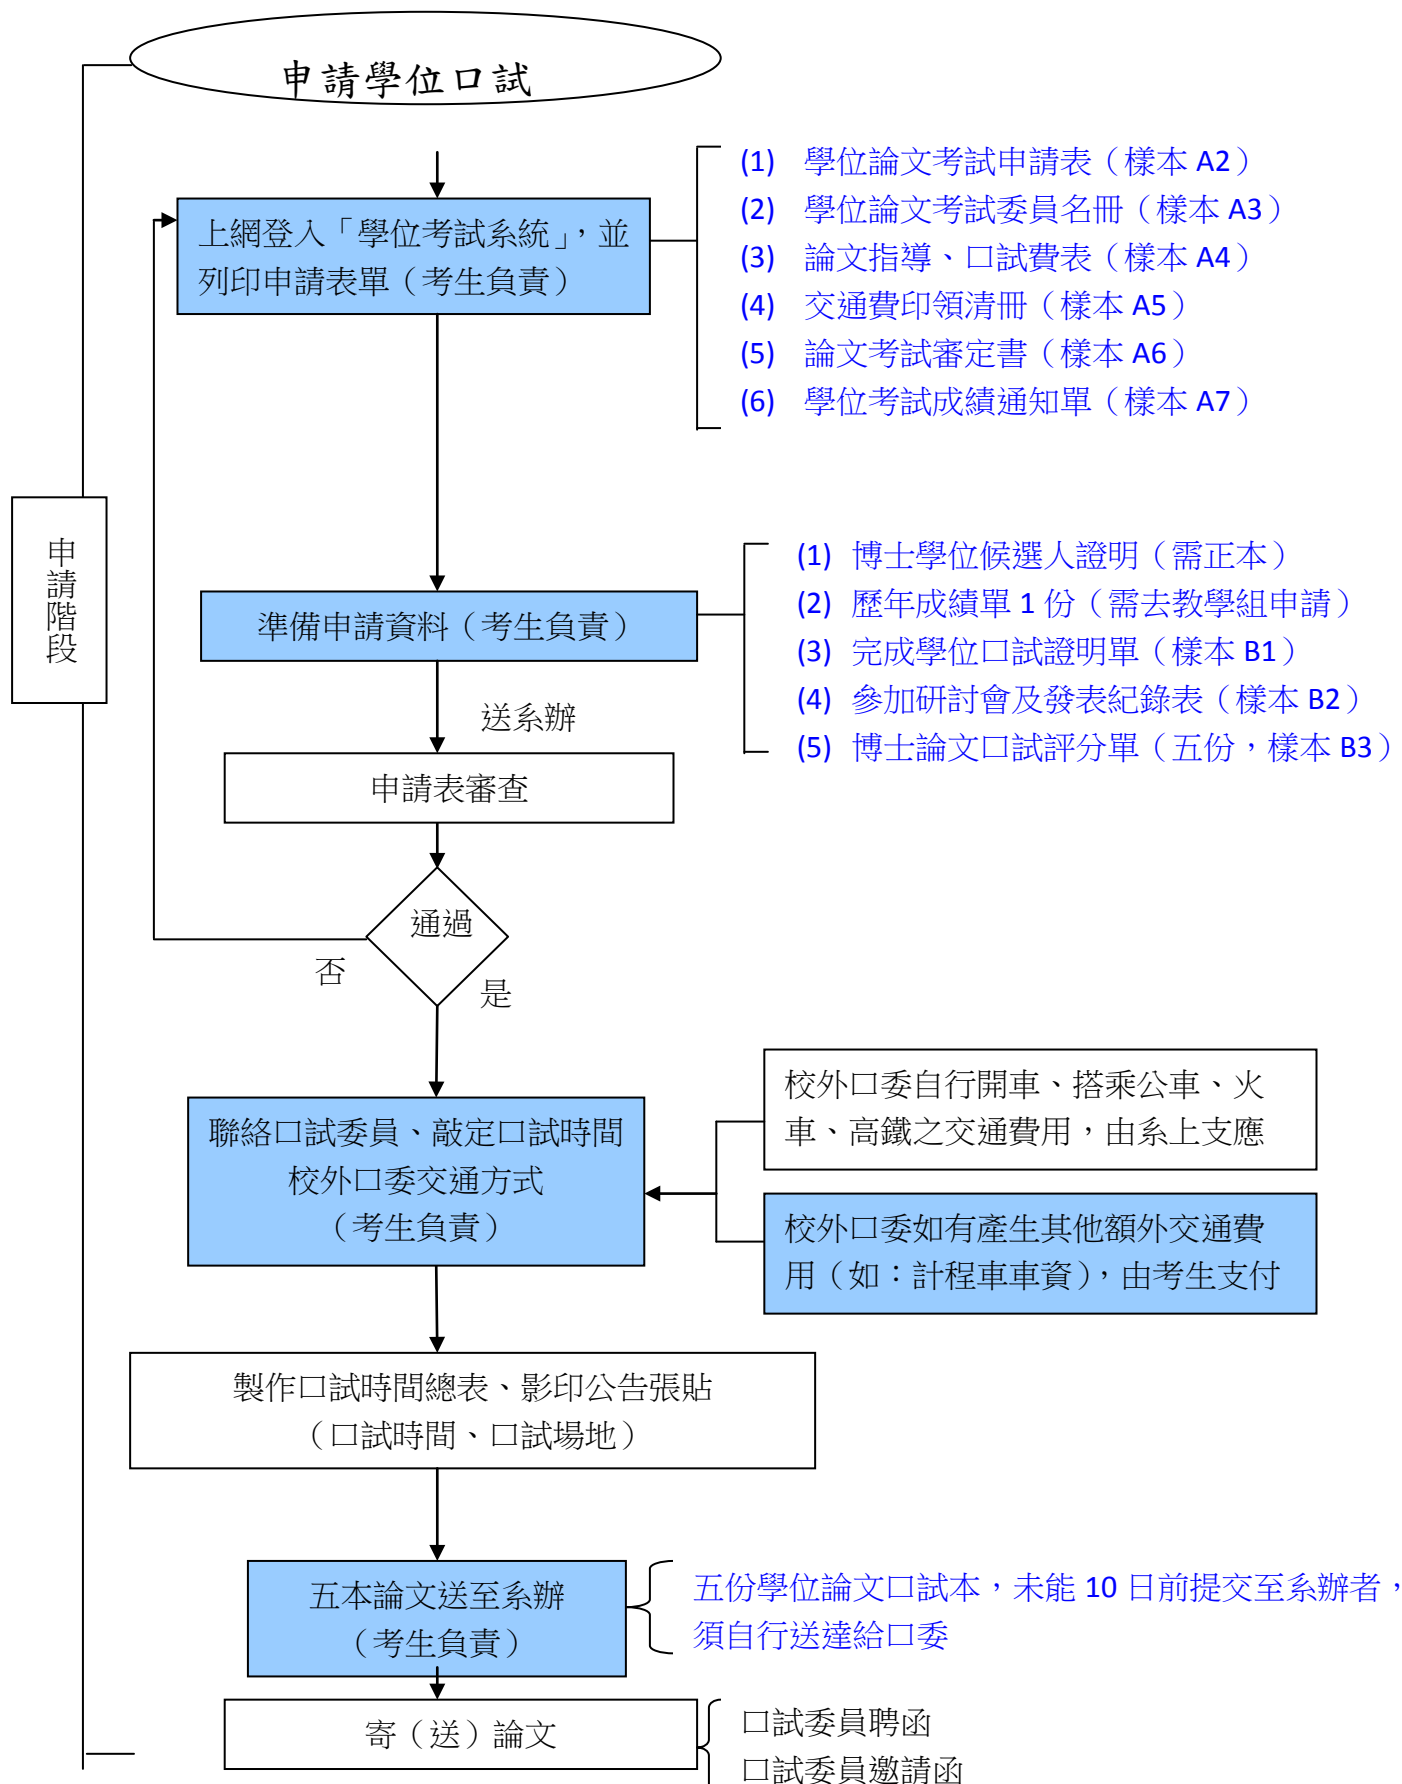 申請學位口試
上網登入「學位考試系統」，並
列印申請表單（考生負責）
(1) 學位論文考試申請表（樣本 A2）
(2) 學位論文考試委員名冊（樣本 A3）
(3) 論文指導、口試費表（樣本 A4）
(4) 交通費印領清冊（樣本 A5）
(5) 論文考試審定書（樣本 A6）
(6) 學位考試成績通知單（樣本 A7）
申請階段
準備申請資料（考生負責）
(1) 博士學位候選人證明（需正本）
(2) 歷年成績單 1 份（需去教學組申請）
(3) 完成學位口試證明單（樣本 B1）
(4) 參加研討會及發表紀錄表（樣本 B2）
(5) 博士論文口試評分單（五份，樣本 B3）
送系辦
申請表審查
通過
否
是
聯絡口試委員、敲定口試時間
校外口委交通方式
（考生負責）
校外口委自行開車、搭乘公車、火
車、高鐵之交通費用，由系上支應
校外口委如有產生其他額外交通費
用（如：計程車車資），由考生支付
製作口試時間總表、影印公告張貼
（口試時間、口試場地）
五本論文送至系辦
（考生負責）
五份學位論文口試本，未能 10 日前提交至系辦者，
須自行送達給口委
寄（送）論文
口試委員聘函
口試委員邀請函